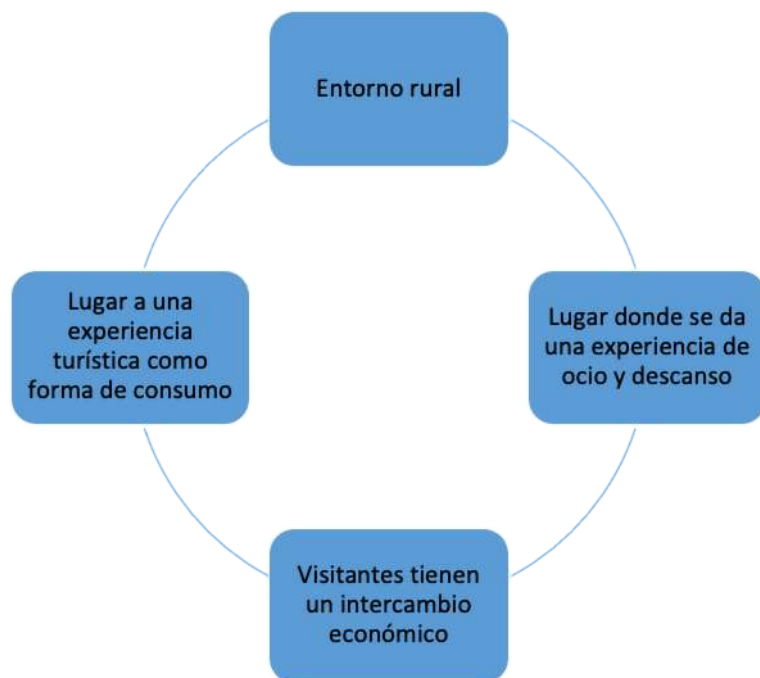 Entorno rural
Lugar donde se da
una experiencia de
ocio y descanso
Visitantes tienen
un intercambio
económico
Lugar a una
experiencia
turística como
forma de consumo